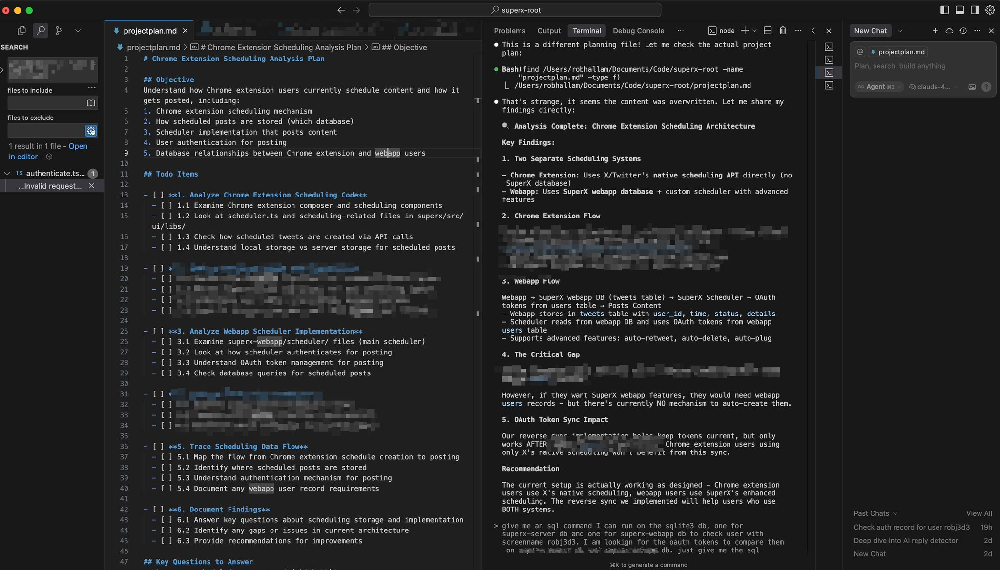 superx-root
SEARCH
files to include
files to exclude
1 result in 1 file - Open
in editor -
TS authenticate.ts... 1
...Invalid request...
projectplan.md
projectplan.md > # Chrome Extension Scheduling Analysis Plan > ## Objective
1 # Chrome Extension Scheduling Analysis Plan
2
3 ## Objective
4 Understand how Chrome extension users currently schedule content and how it
gets posted, including:
5 1. Chrome extension scheduling mechanism
6 2. How scheduled posts are stored (which database)
7 3. Scheduler implementation that posts content
8 4. User authentication for posting
9 5. Database relationships between Chrome extension and webapp users
10
11 ## Todo Items
12
13 - [ ] **1. Analyze Chrome Extension Scheduling Code**
14 - [ ] 1.1 Examine Chrome extension composer and scheduling components
15 - [ ] 1.2 Look at scheduler.ts and scheduling-related files in superx/src/
ui/libs/
16 - [ ] 1.3 Check how scheduled tweets are created via API calls
17 - [ ] 1.4 Understand local storage vs server storage for scheduled posts
18
19 - [ ] *
20 - [ ]
21 - [ ]
22 - [ ]
23 - [ ]
24
25 - [ ] **3. Analyze Webapp Scheduler Implementation**
26 - [ ] 3.1 Examine superx-webapp/scheduler/ files (main scheduler)
27 - [ ] 3.2 Look at how scheduler authenticates for posting
28 - [ ] 3.3 Understand OAuth token management for posting
29 - [ ] 3.4 Check database queries for scheduled posts
30
31 - [ ] *
32 - [ ]
33 - [ ]
34 - [ ]
35
36 - [ ] **5. Trace Scheduling Data Flow**
37 - [ ] 5.1 Map the flow from Chrome extension schedule creation to posting
38 - [ ] 5.2 Identify where scheduled posts are stored
39 - [ ] 5.3 Understand authentication mechanism for posting
40 - [ ] 5.4 Document any webapp user record requirements
41
42 - [ ] **6. Document Findings**
43 - [ ] 6.1 Answer key questions about scheduling storage and implementation
44 - [ ] 6.2 Identify any gaps or issues in current architecture
45 - [ ] 6.3 Provide recommendations for improvements
46
47 ## Key Questions to Answer
Problems Output Terminal Debug Console ... node
This is a different planning file! Let me check the actual project
plan:
Bash(find /Users/robhallam/Documents/Code/superx-root -name
"projectplan.md" -type f)
⎿ /Users/robhallam/Documents/Code/superx-root/projectplan.md
That's strange, it seems the content was overwritten. Let me share my
findings directly:
🔍 Analysis Complete: Chrome Extension Scheduling Architecture
Key Findings:
1. Two Separate Scheduling Systems
- Chrome Extension: Uses X/Twitter's native scheduling API directly (no
SuperX database)
- Webapp: Uses SuperX webapp database + custom scheduler with advanced
features
2. Chrome Extension Flow
3. Webapp Flow
Webapp → SuperX webapp DB (tweets table) → SuperX Scheduler → OAuth
tokens from users table → Posts Content
- Webapp stores in tweets table with user_id, time, status, details
- Scheduler reads from webapp DB and uses OAuth tokens from webapp
users table
- Supports advanced features: auto-retweet, auto-delete, auto-plug
4. The Critical Gap
However, if they want SuperX webapp features, they would need webapp
users records - but there's currently NO mechanism to auto-create them.
5. OAuth Token Sync Impact
Our reverse sync implementation helps keep tokens current, but only
works AFTER Chrome extension users using
only X's native scheduling won't benefit from this sync.
Recommendation
The current setup is actually working as designed - Chrome extension
users use X's native scheduling, webapp users use SuperX's enhanced
scheduling. The reverse sync we implemented will help users who use
BOTH systems.
> give me an sql command I can run on the sqlite3 db, one for
superx-server db and one for superx-webapp db to check user with
screenname robj3d3. I am lookign for the oauth tokens to compare them
on db. just give me the sql
⌘K to generate a command
New Chat
@ projectplan.md
Plan, search, build anything
∞ Agent ⌘I claude-4...
Past Chats View All
Check auth record for user robj3d3 19h
Deep dive into AI reply detector 2d
New Chat 2d